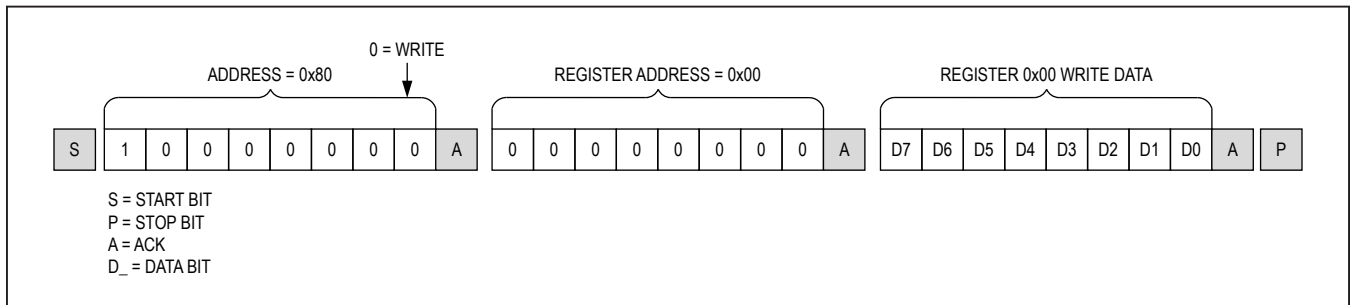 0 = WRITE
ADDRESS = 0x80 REGISTER ADDRESS = 0x00 REGISTER 0x00 WRITE DATA
S 1 0 0 0 0 0 0 0 A 0 0 0 0 0 0 0 0 A D7 D6 D5 D4 D3 D2 D1 D0 A P
S = START BIT
P = STOP BIT
A = ACK
D_ = DATA BIT